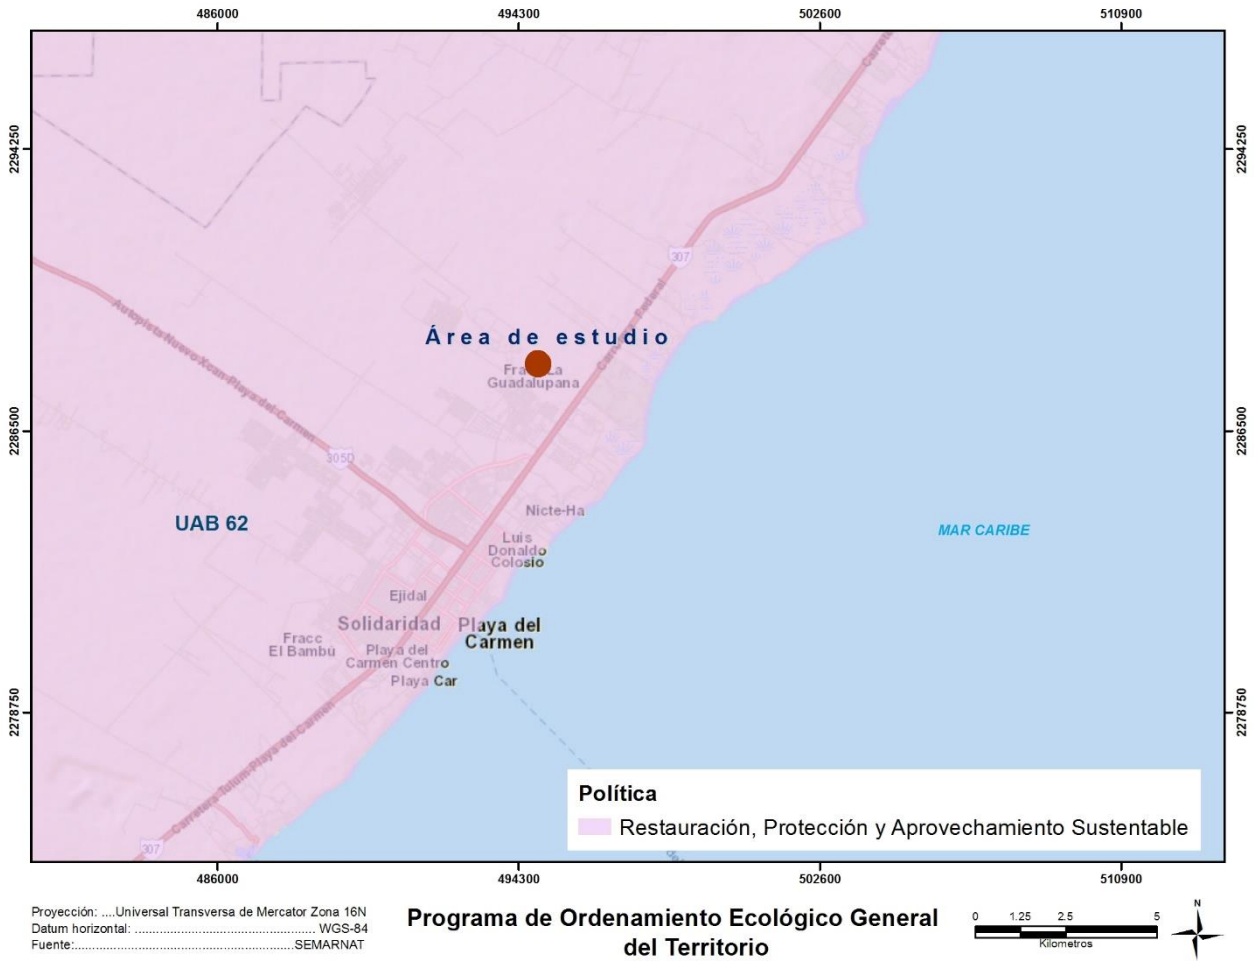 486000
494300
502600
510900
2294250
2294250
Carret
307
Carretera Federal
Autopista Nuevo Xcan-Playa del Carmen
Área de estudio
Fracc La
Guadalupana
2286500
2286500
305D
UAB 62
Nicte-Ha
MAR CARIBE
Luis
Donaldo
Colosio
Ejidal
Solidaridad
Playa del
Carmen
Fracc
El Bambú
Playa del
Carmen Centro
Playa Car
2278750
2278750
Carretera Tulum-Playa del Carmen
307
Política
Restauración, Protección y Aprovechamiento Sustentable
486000
494300
502600
510900
Proyección: ....Universal Transversa de Mercator Zona 16N
Datum horizontal: ................................................... WGS-84
Fuente:..............................................................SEMARNAT
Programa de Ordenamiento Ecológico General
del Territorio
0 1.25 2.5 5
Kilometros
N